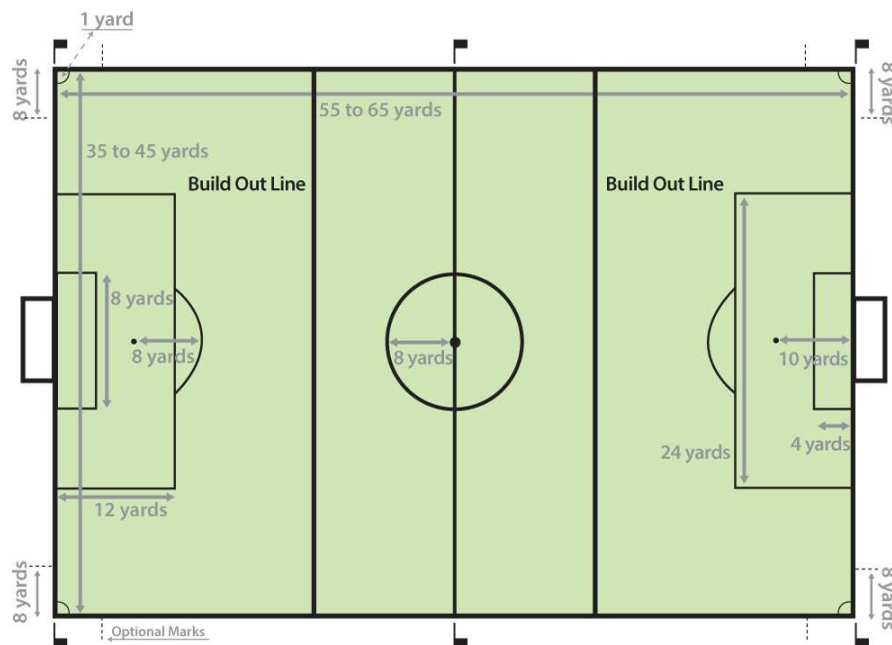 1 yard
8 yards
8 yards
55 to 65 yards
35 to 45 yards
Build Out Line
Build Out Line
8 yards
8 yards
8 yards
10 yards
4 yards
24 yards
12 yards
8 yards
8 yards
Optional Marks